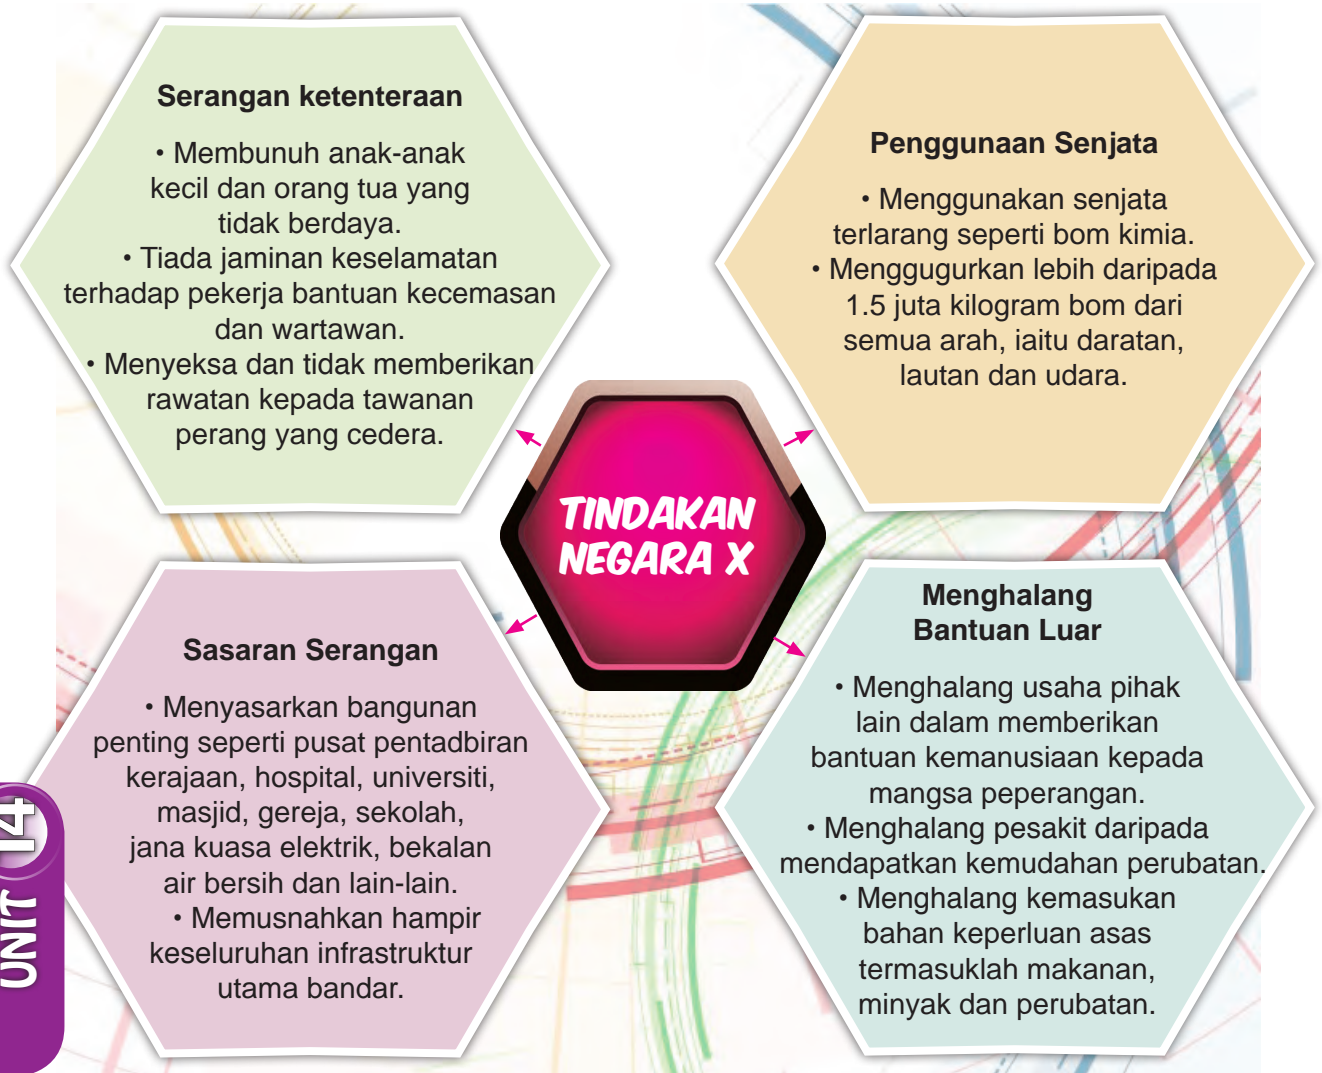 Serangan ketenteraan
• Membunuh anak-anak
kecil dan orang tua yang
tidak berdaya.
• Tiada jaminan keselamatan
terhadap pekerja bantuan kecemasan
dan wartawan.
• Menyeksa dan tidak memberikan
rawatan kepada tawanan
perang yang cedera.
Penggunaan Senjata
• Menggunakan senjata
terlarang seperti bom kimia.
• Menggugurkan lebih daripada
1.5 juta kilogram bom dari
semua arah, iaitu daratan,
lautan dan udara.
TINDAKAN
NEGARA X
Sasaran Serangan
• Menyasarkan bangunan
penting seperti pusat pentadbiran
kerajaan, hospital, universiti,
masjid, gereja, sekolah,
jana kuasa elektrik, bekalan
air bersih dan lain-lain.
• Memusnahkan hampir
keseluruhan infrastruktur
utama bandar.
Menghalang
Bantuan Luar
• Menghalang usaha pihak
lain dalam memberikan
bantuan kemanusiaan kepada
mangsa peperangan.
• Menghalang pesakit daripada
mendapatkan kemudahan perubatan.
• Menghalang kemasukan
bahan keperluan asas
termasuklah makanan,
minyak dan perubatan.
UNIT 14